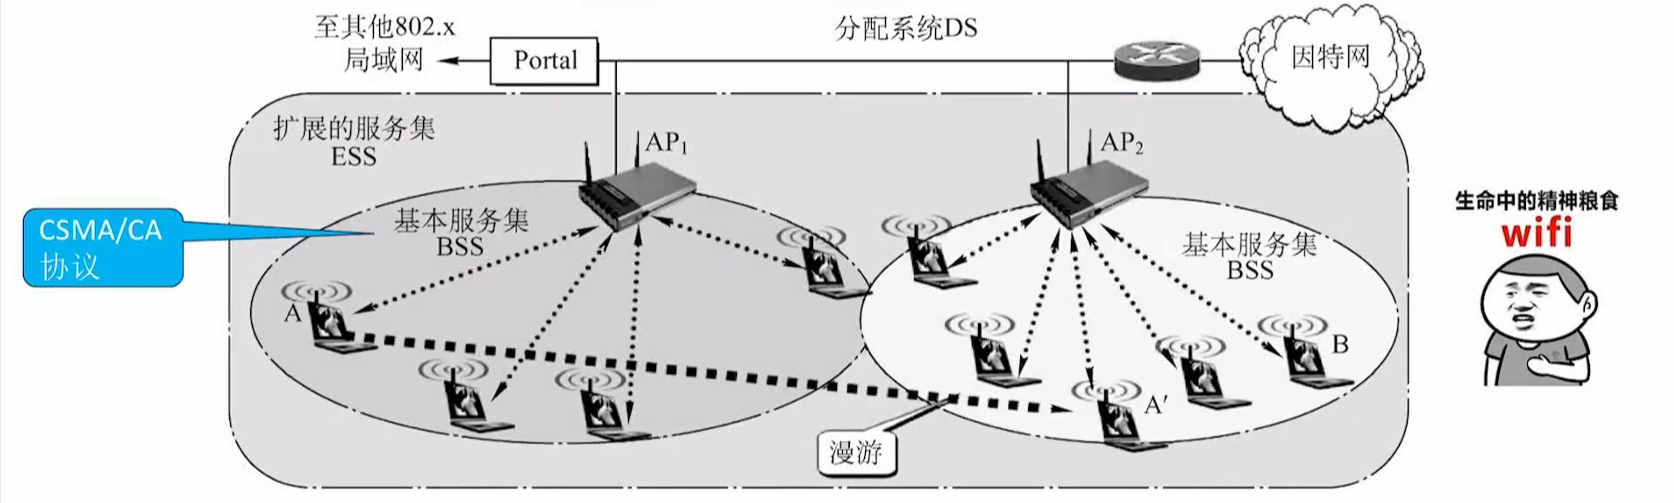 至其他802.x
局域网
Portal
分配系统DS
因特网
扩展的服务集
ESS
AP₁
AP₂
CSMA/CA
协议
基本服务集
BSS
基本服务集
BSS
生命中的精神粮食
wifi
A
B
A′
漫游